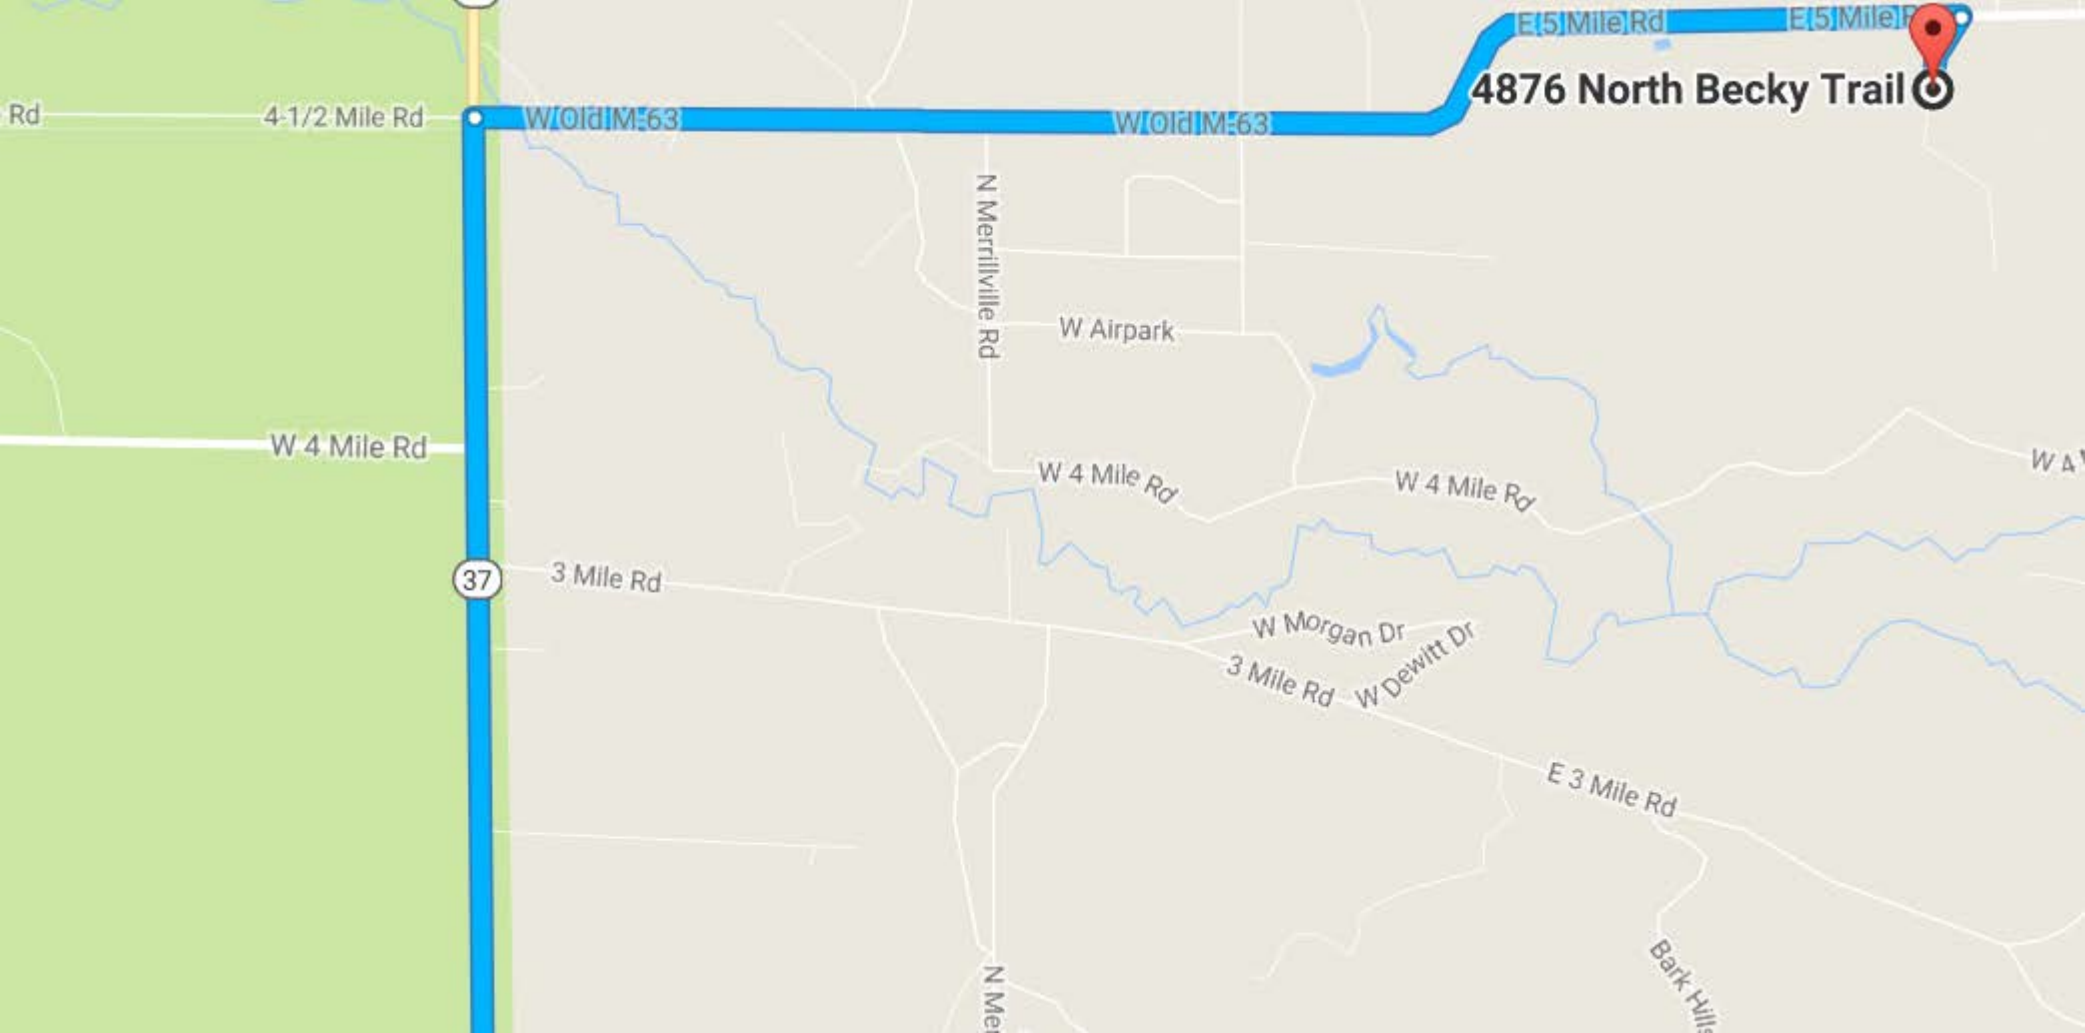 E 5 Mile Rd
E 5 Mile R
4876 North Becky Trail
Rd
4-1/2 Mile Rd
W Old M-63
W Old M-63
N Merrillville Rd
W Airpark
W 4 Mile Rd
W 4 Mile Rd
W 4 Mile Rd
W 4
37
3 Mile Rd
W Morgan Dr
3 Mile Rd
W Dewitt Dr
E 3 Mile Rd
Bark Hills
N Mer